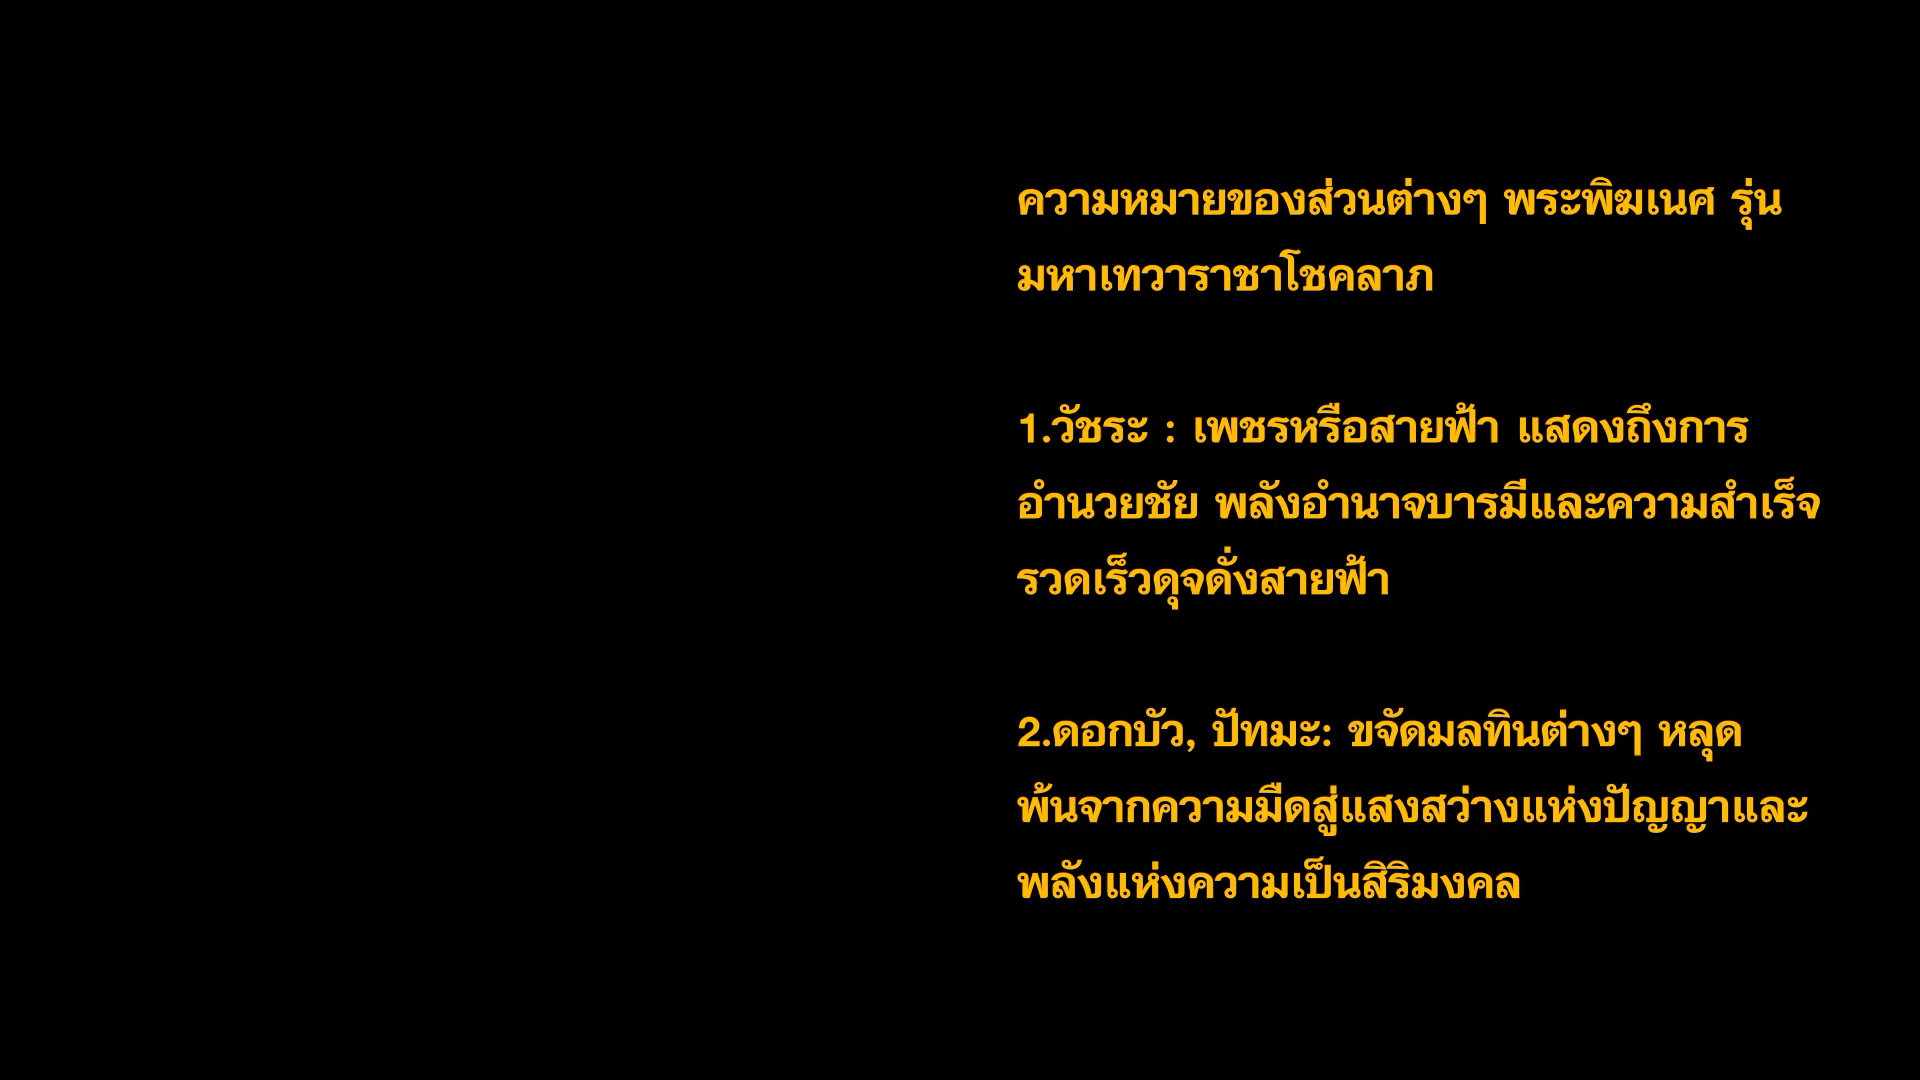 ความหมายของส่วนต่างๆ พระพิฆเนศ รุ่น
มหาเทวาราชาโชคลาภ
1.วัชระ : เพชรหรือสายฟ้า แสดงถึงการ
อำนวยชัย พลังอำนาจบารมีและความสำเร็จ
รวดเร็วดุจดั่งสายฟ้า
2.ดอกบัว, ปัทมะ: ขจัดมลทินต่างๆ หลุด
พ้นจากความมืดสู่แสงสว่างแห่งปัญญาและ
พลังแห่งความเป็นสิริมงคล